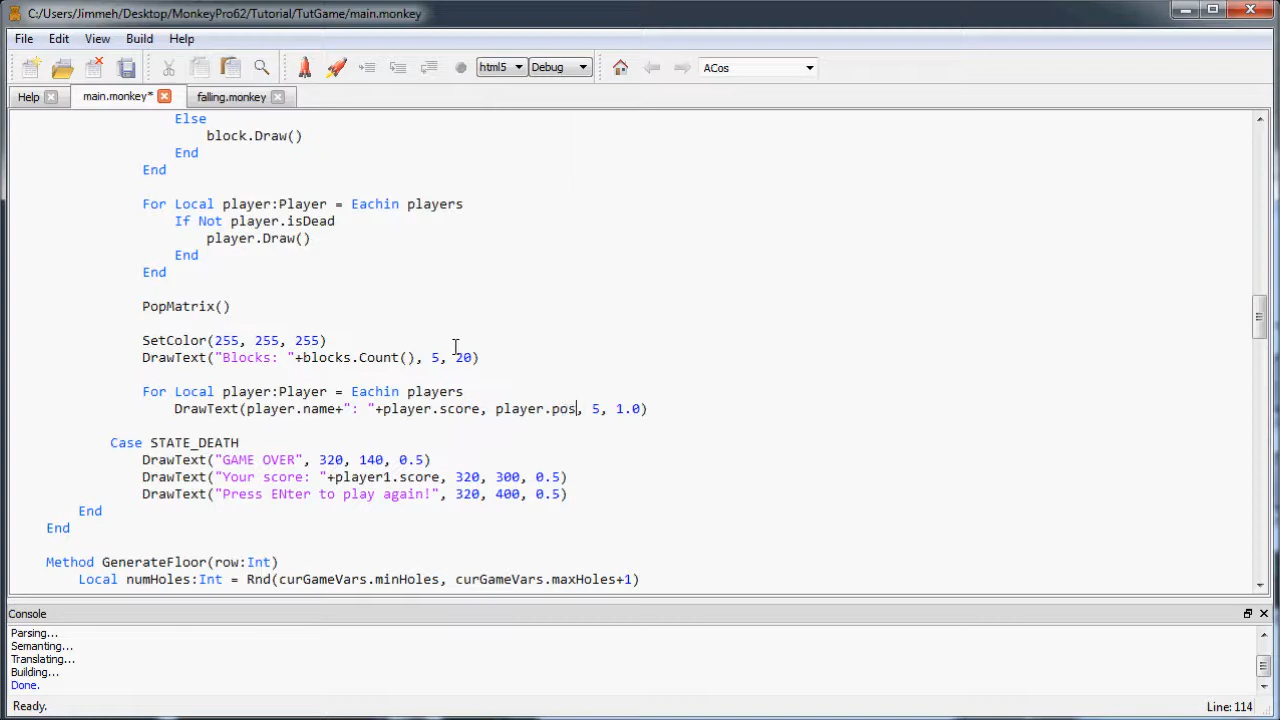 C:/Users/Jimmeh/Desktop/MonkeyPro62/Tutorial/TutGame/main.monkey
File Edit View Build Help
html5 Debug ACos
Help main.monkey* falling.monkey
Else
block.Draw()
End
End
For Local player:Player = Eachin players
If Not player.isDead
player.Draw()
End
End
PopMatrix()
SetColor(255, 255, 255)
DrawText("Blocks: "+blocks.Count(), 5, 20)
For Local player:Player = Eachin players
DrawText(player.name+": "+player.score, player.pos, 5, 1.0)
Case STATE_DEATH
DrawText("GAME OVER", 320, 140, 0.5)
DrawText("Your score: "+player1.score, 320, 300, 0.5)
DrawText("Press ENter to play again!", 320, 400, 0.5)
End
End
Method GenerateFloor(row:Int)
Local numHoles:Int = Rnd(curGameVars.minHoles, curGameVars.maxHoles+1)
Console
Parsing...
Semanting...
Translating...
Building...
Done.
Ready. Line: 114